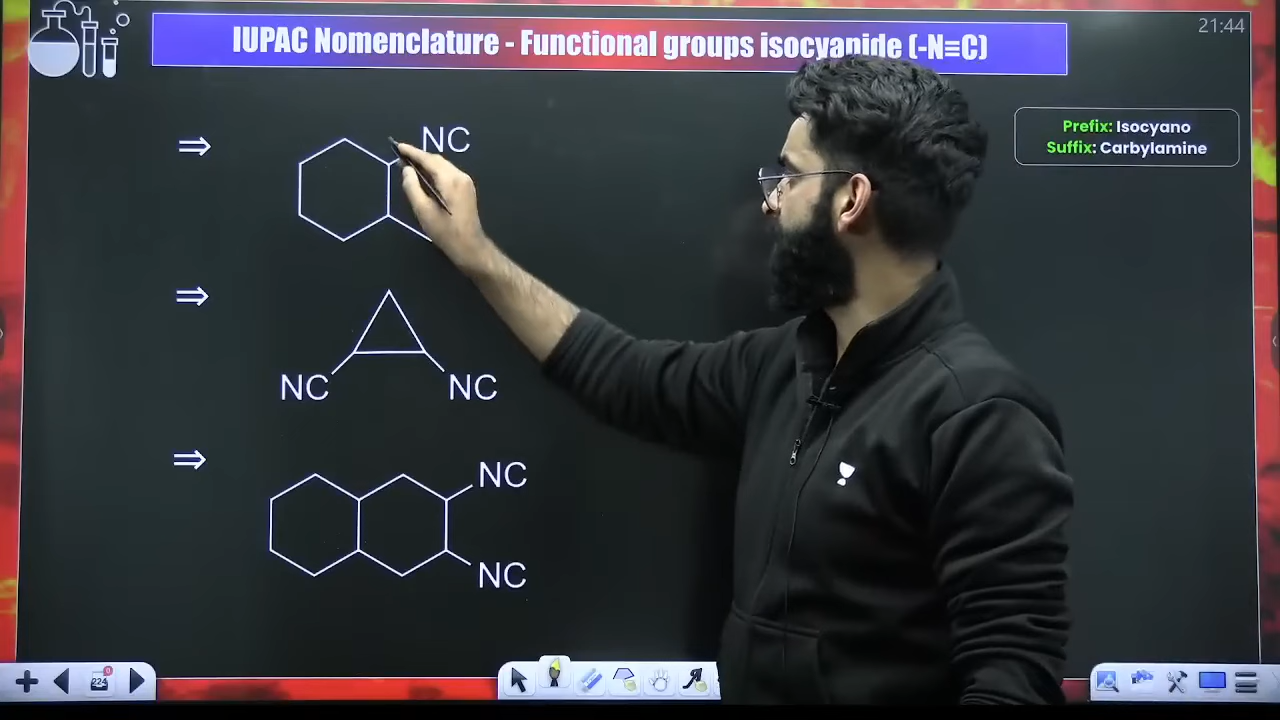 21:44
IUPAC Nomenclature - Functional groups isocyanide (-N≡C)
Prefix: Isocyano
Suffix: Carbylamine
⇒ NC
⇒
NC NC
⇒
NC
NC
224